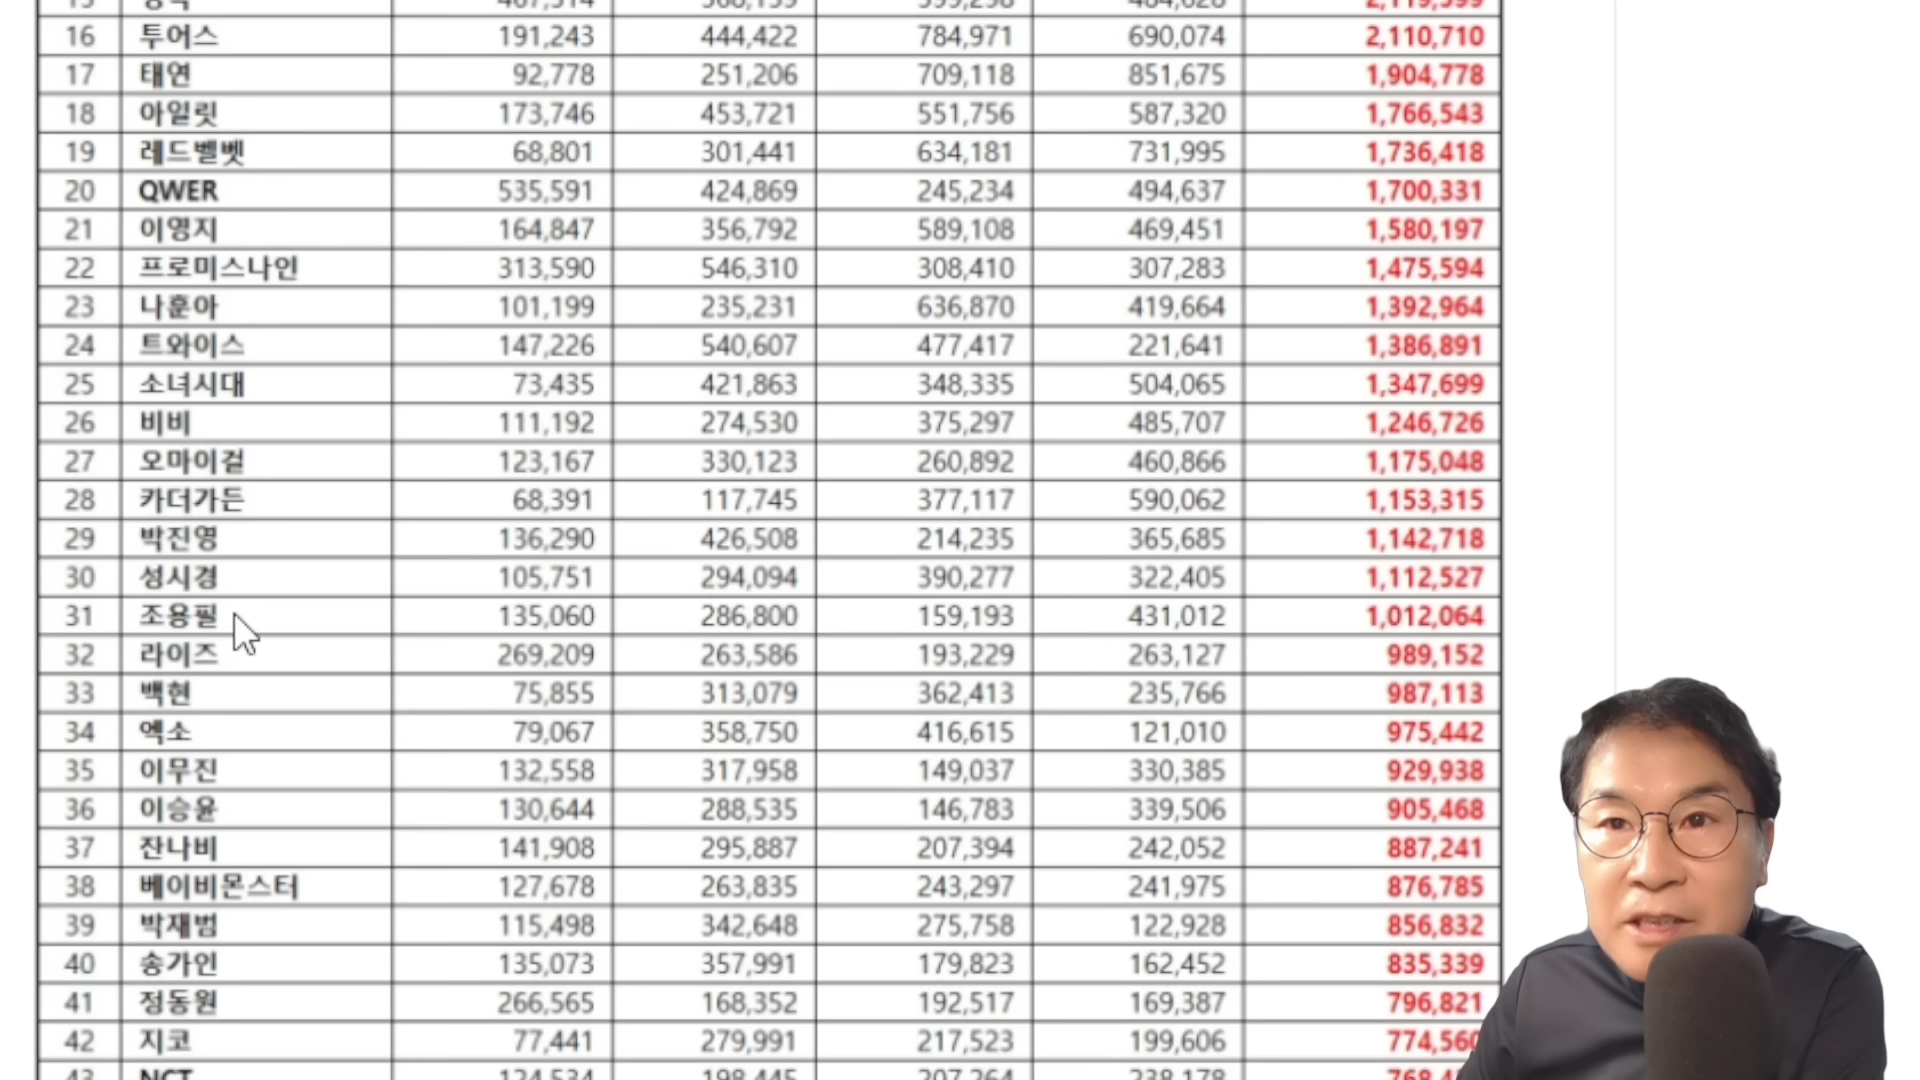 16 투어스 191,243 444,422 784,971 690,074 2,110,710
17 태연 92,778 251,206 709,118 851,675 1,904,778
18 아일릿 173,746 453,721 551,756 587,320 1,766,543
19 레드벨벳 68,801 301,441 634,181 731,995 1,736,418
20 QWER 535,591 424,869 245,234 494,637 1,700,331
21 이영지 164,847 356,792 589,108 469,451 1,580,197
22 프로미스나인 313,590 546,310 308,410 307,283 1,475,594
23 나훈아 101,199 235,231 636,870 419,664 1,392,964
24 트와이스 147,226 540,607 477,417 221,641 1,386,891
25 소녀시대 73,435 421,863 348,335 504,065 1,347,699
26 비비 111,192 274,530 375,297 485,707 1,246,726
27 오마이걸 123,167 330,123 260,892 460,866 1,175,048
28 카더가든 68,391 117,745 377,117 590,062 1,153,315
29 박진영 136,290 426,508 214,235 365,685 1,142,718
30 성시경 105,751 294,094 390,277 322,405 1,112,527
31 조용필 135,060 286,800 159,193 431,012 1,012,064
32 라이즈 269,209 263,586 193,229 263,127 989,152
33 백현 75,855 313,079 362,413 235,766 987,113
34 엑소 79,067 358,750 416,615 121,010 975,442
35 이무진 132,558 317,958 149,037 330,385 929,938
36 이승윤 130,644 288,535 146,783 339,506 905,468
37 잔나비 141,908 295,887 207,394 242,052 887,241
38 베이비몬스터 127,678 263,835 243,297 241,975 876,785
39 박재범 115,498 342,648 275,758 122,928 856,832
40 송가인 135,073 357,991 179,823 162,452 835,339
41 정동원 266,565 168,352 192,517 169,387 796,821
42 지코 77,441 279,991 217,523 199,606 774,560
43 NCT 124,534 198,445 207,264 238,178